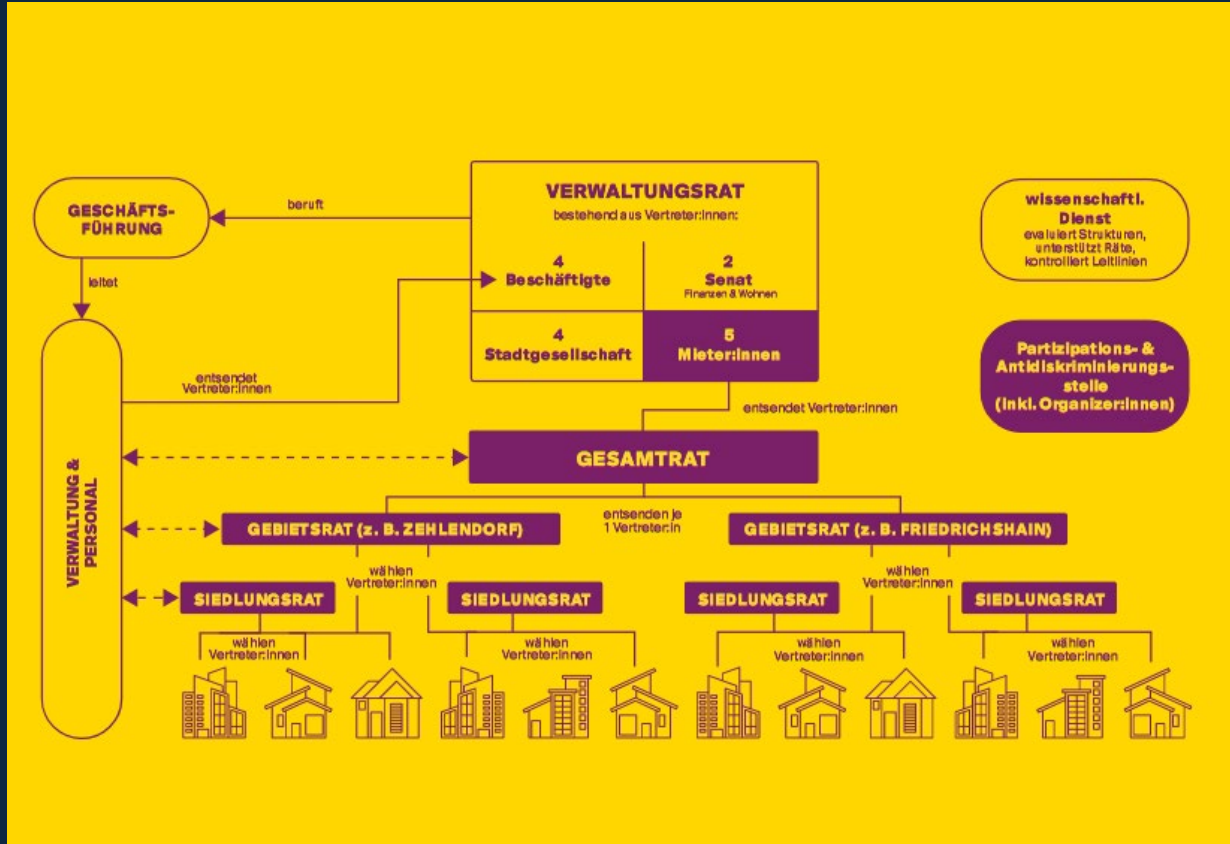 VERWALTUNGSRAT
bestehend aus Vertreter:innen:
4
Beschäftigte
2
Senat
Finanzen & Wohnen
4
Stadtgesellschaft
5
Mieter:innen
GESCHÄFTS-
FÜHRUNG
beruft
leitet
VERWALTUNG &
PERSONAL
entsendet
Vertreter:innen
wissenschaftl.
Dienst
evaluiert Strukturen,
unterstützt Räte,
kontrolliert Leitlinien
Partizipations- &
Antidiskriminierungs-
stelle
(inkl. Organizer:innen)
entsendet Vertreter:innen
GESAMTRAT
entsenden je
1 Vertreter:in
GEBIETSRAT (z. B. ZEHLENDORF)
GEBIETSRAT (z. B. FRIEDRICHSHAIN)
wählen
Vertreter:innen
wählen
Vertreter:innen
SIEDLUNGSRAT
SIEDLUNGSRAT
SIEDLUNGSRAT
SIEDLUNGSRAT
wählen
Vertreter:innen
wählen
Vertreter:innen
wählen
Vertreter:innen
wählen
Vertreter:innen